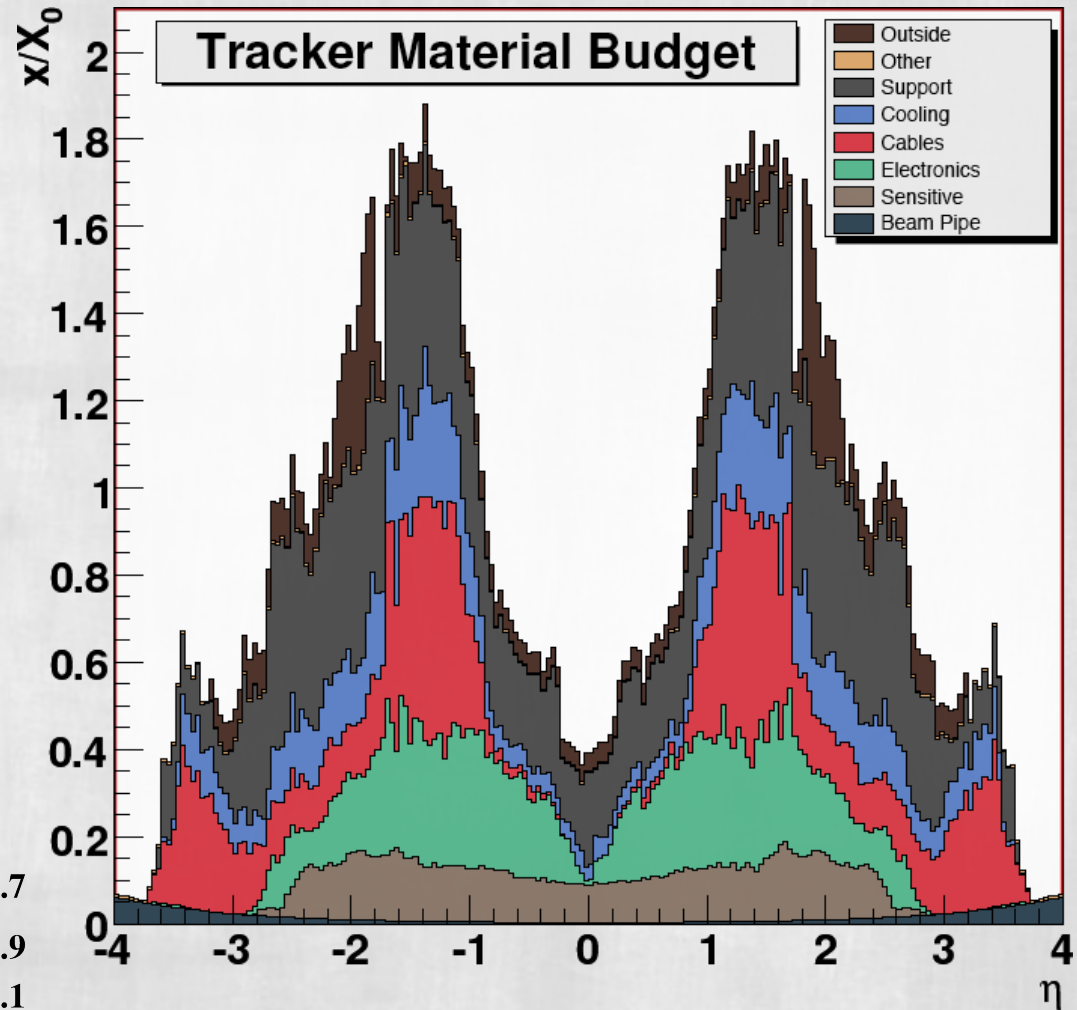 x/X0
Tracker Material Budget
Outside
Other
Support
Cooling
Cables
Electronics
Sensitive
Beam Pipe
2
1.8
1.6
1.4
1.2
1
0.8
0.6
0.4
0.2
0
-4 -3 -2 -1 0 1 2 3 4
η
.7
.9
.1